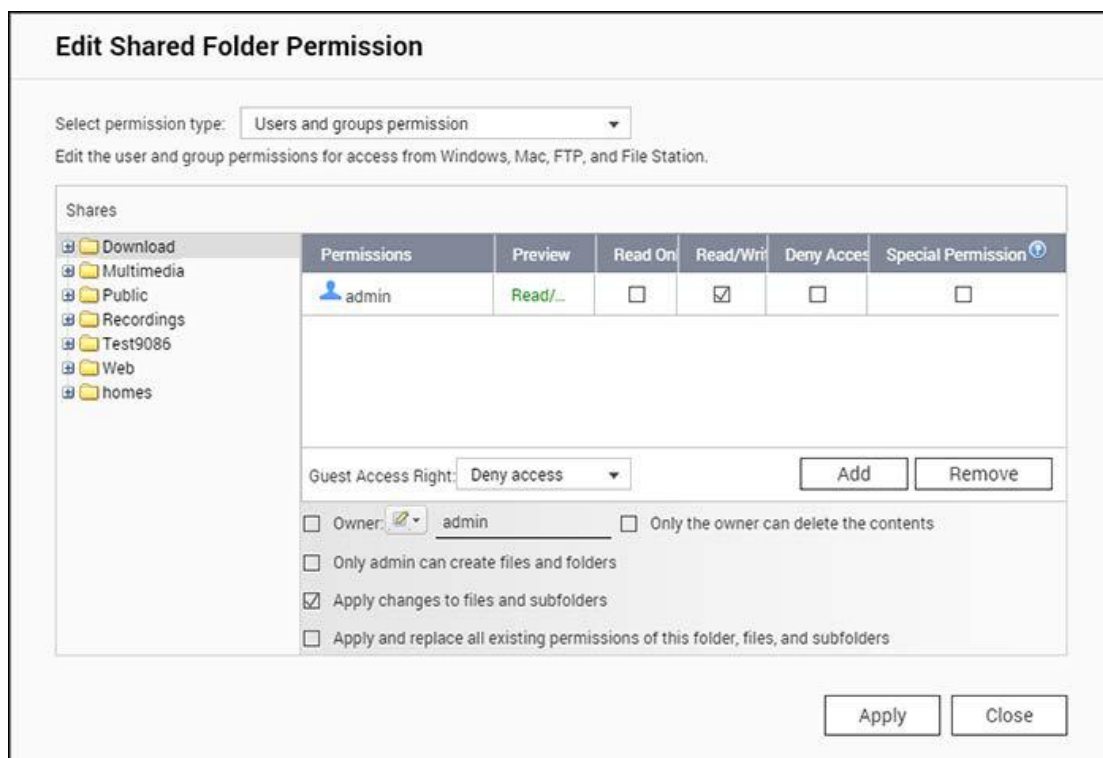 Edit Shared Folder Permission
Select permission type: Users and groups permission
Edit the user and group permissions for access from Windows, Mac, FTP, and File Station.
Shares
Download
Multimedia
Public
Recordings
Test9086
Web
homes
Permissions Preview Read On Read/Wri Deny Acces Special Permission
admin Read/...
Guest Access Right: Deny access Add Remove
Owner: admin Only the owner can delete the contents
Only admin can create files and folders
Apply changes to files and subfolders
Apply and replace all existing permissions of this folder, files, and subfolders
Apply Close